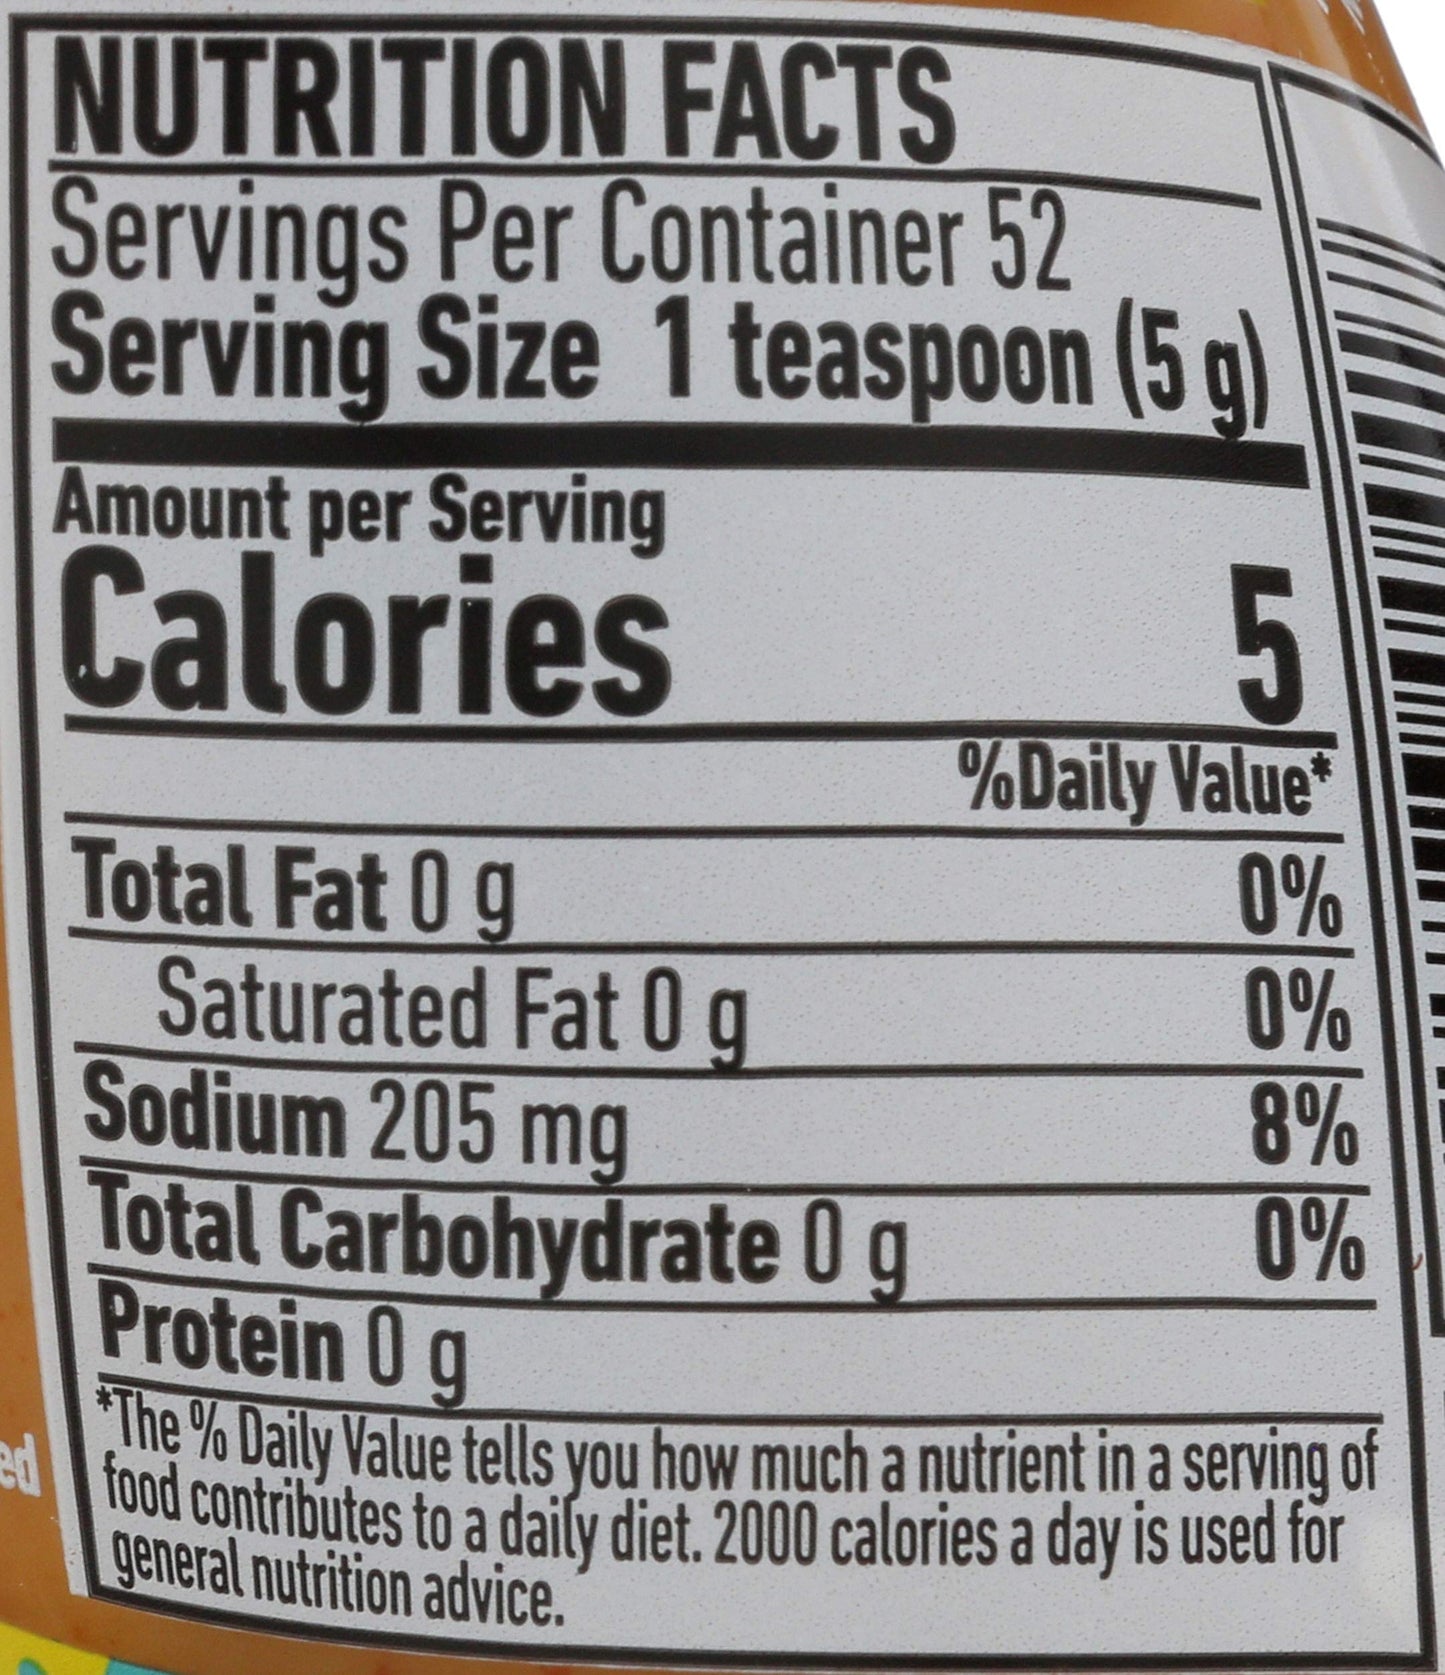 NUTRITION FACTS
Servings Per Container 52
Serving Size 1 teaspoon (5 g)
Amount per Serving
Calories 5
%Daily Value*
Total Fat 0 g 0%
Saturated Fat 0 g 0%
Sodium 205 mg 8%
Total Carbohydrate 0 g 0%
Protein 0 g
*The % Daily Value tells you how much a nutrient in a serving of
food contributes to a daily diet. 2000 calories a day is used for
general nutrition advice.